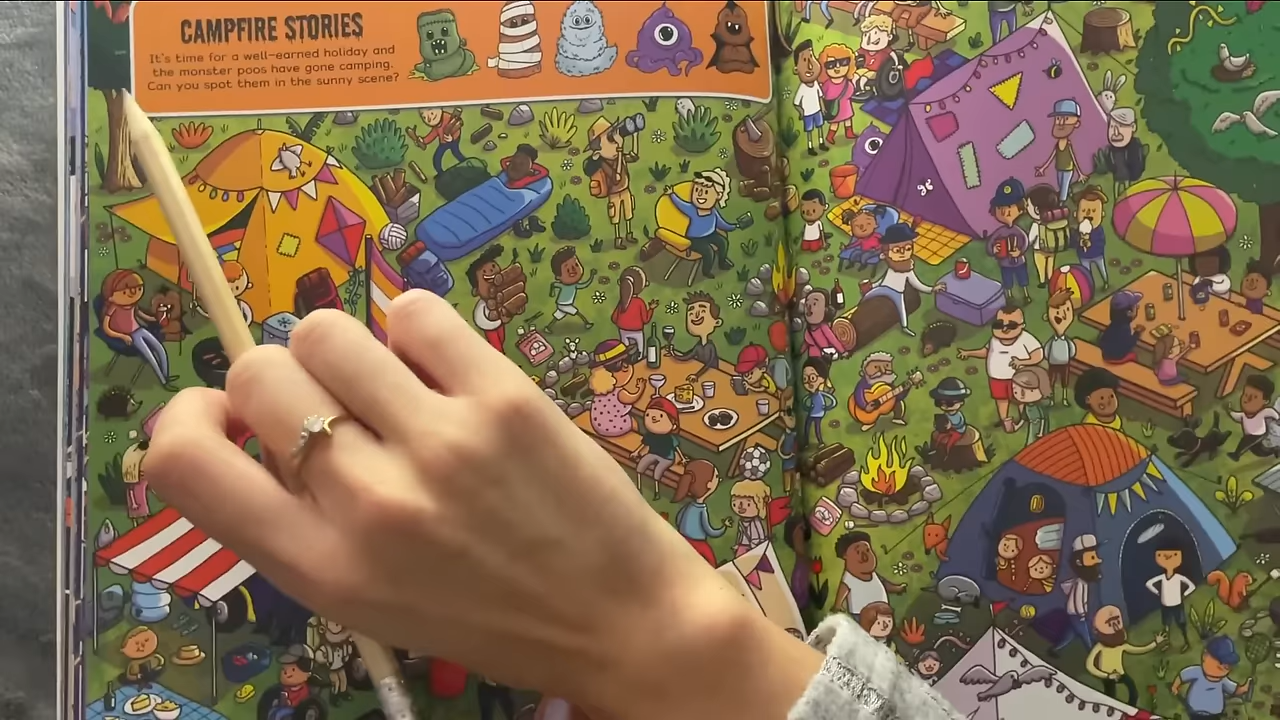 CAMPFIRE STORIES
It's time for a well-earned holiday and
the monster poos have gone camping.
Can you spot them in the sunny scene?